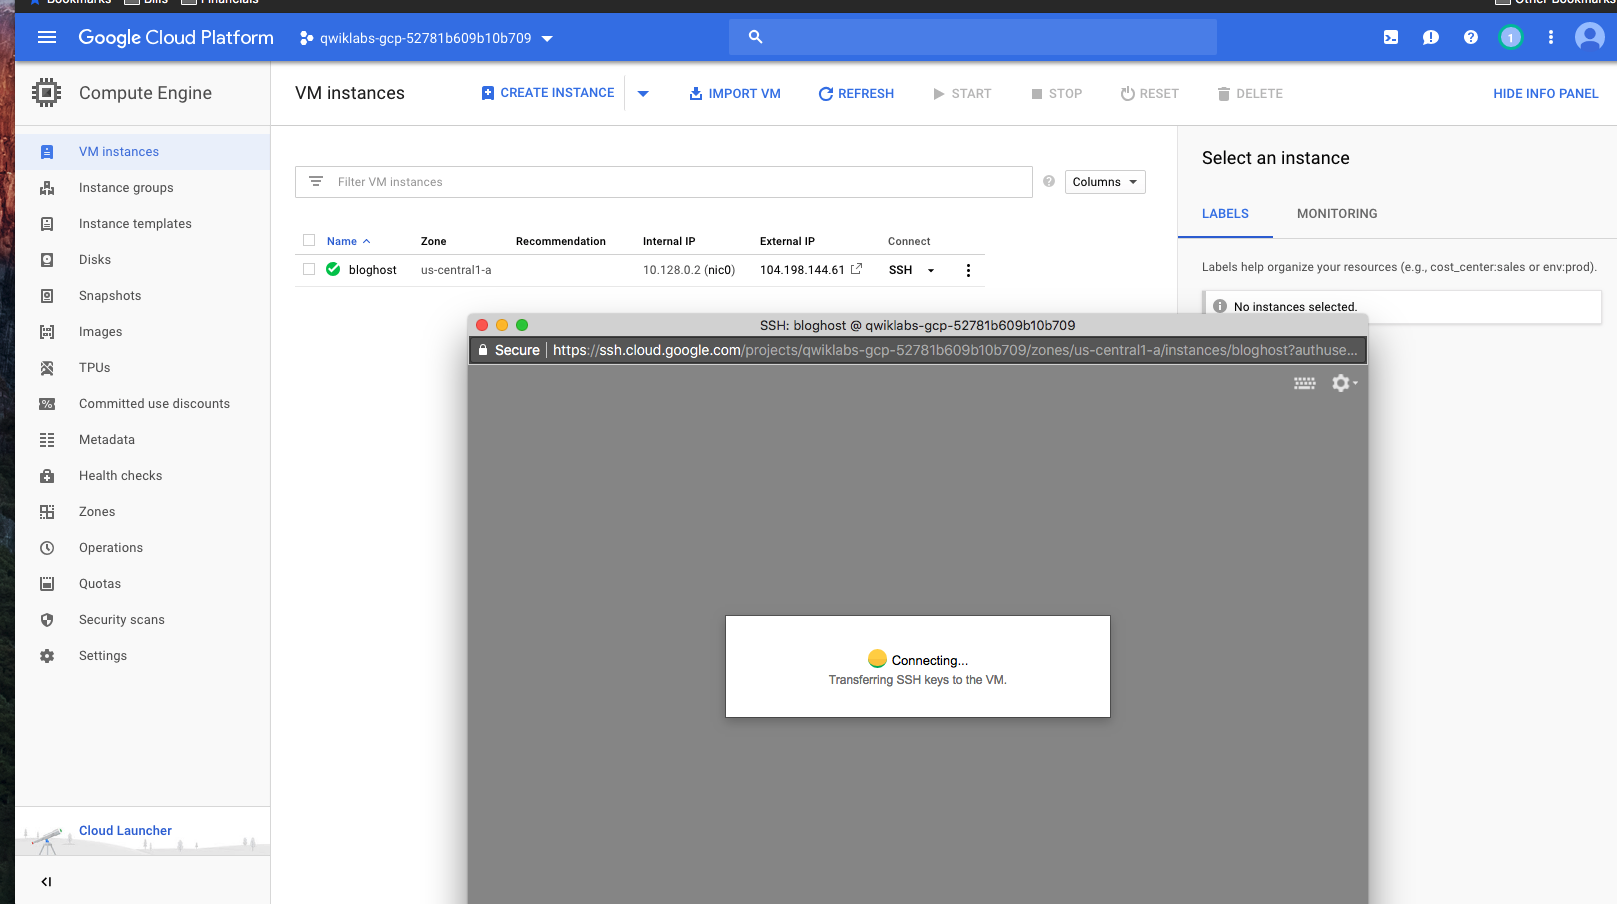 Bookmarks Bills Financials Other Bookmarks
Google Cloud Platform qwiklabs-gcp-52781b609b10b709 1
Compute Engine
VM instances CREATE INSTANCE IMPORT VM REFRESH START STOP RESET DELETE HIDE INFO PANEL
VM instances
Instance groups
Instance templates
Disks
Snapshots
Images
TPUs
Committed use discounts
Metadata
Health checks
Zones
Operations
Quotas
Security scans
Settings
Cloud Launcher
Filter VM instances
Columns
Name Zone Recommendation Internal IP External IP Connect
bloghost us-central1-a 10.128.0.2 (nic0) 104.198.144.61 SSH
Select an instance
LABELS MONITORING
Labels help organize your resources (e.g., cost_center:sales or env:prod).
No instances selected.
SSH: bloghost @ qwiklabs-gcp-52781b609b10b709
Secure | https://ssh.cloud.google.com/projects/qwiklabs-gcp-52781b609b10b709/zones/us-central1-a/instances/bloghost?authuse...
Connecting...
Transferring SSH keys to the VM.